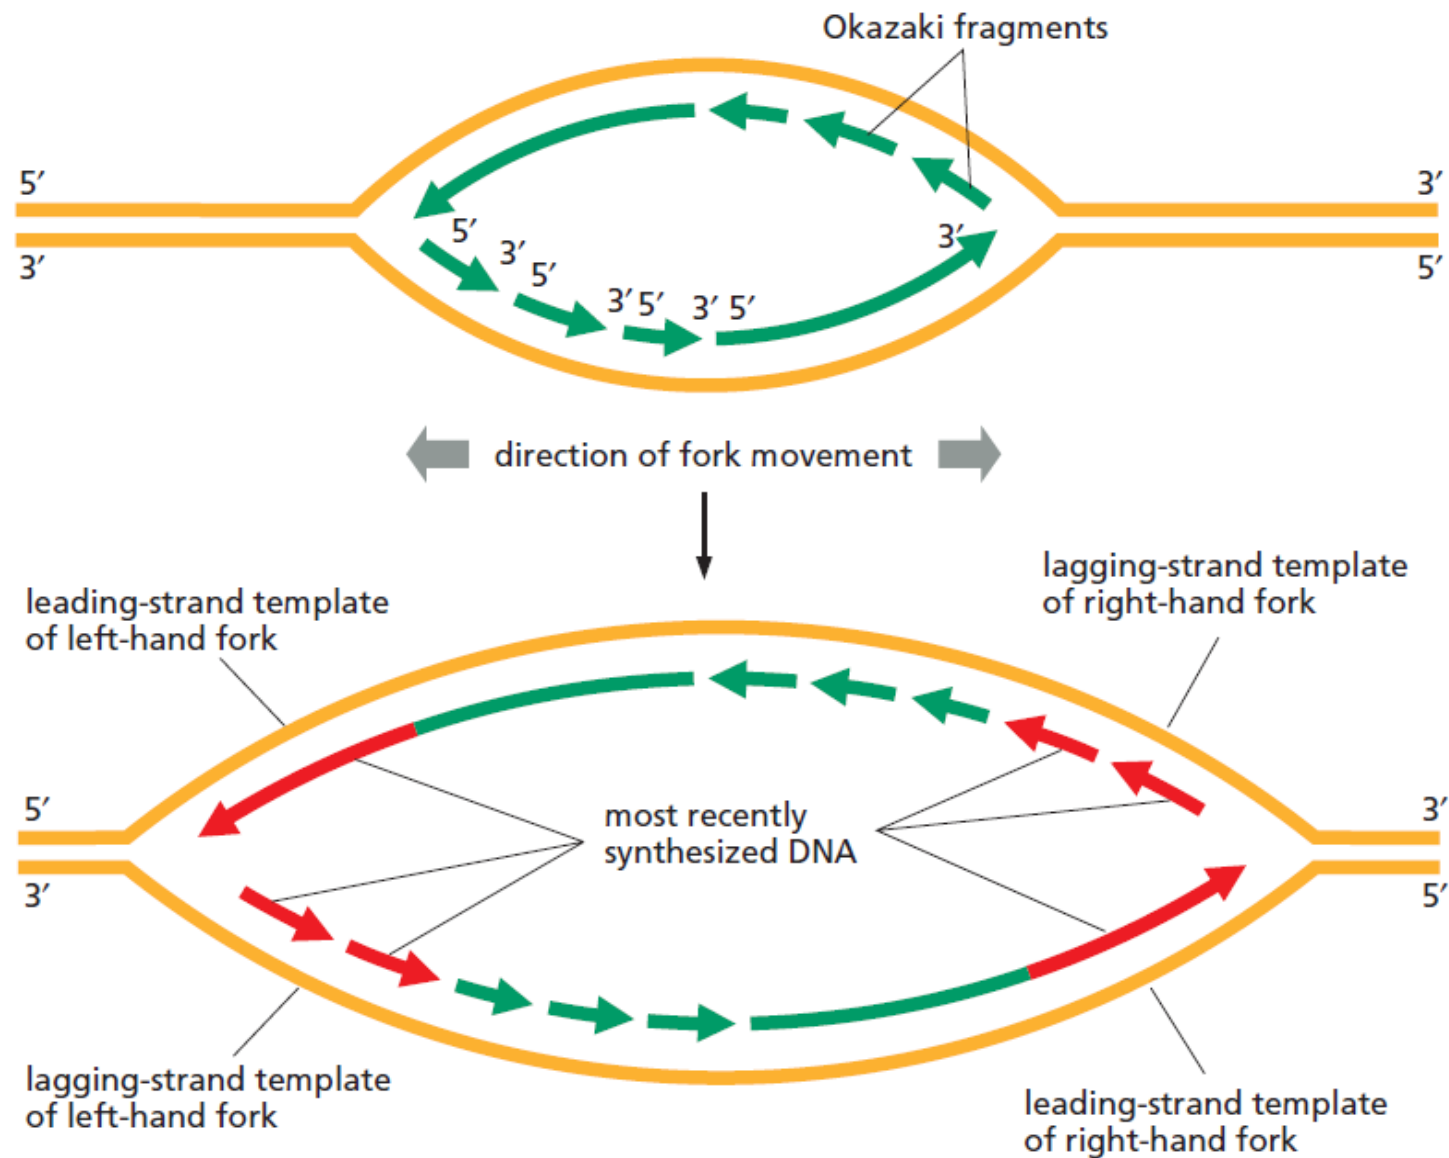 Okazaki fragments
5′ 3′
3′ 5′
5′ 3′ 5′ 3′ 5′ 3′ 5′ 3′
direction of fork movement
leading-strand template
of left-hand fork
lagging-strand template
of right-hand fork
5′ 3′
3′ 5′
most recently
synthesized DNA
lagging-strand template
of left-hand fork
leading-strand template
of right-hand fork